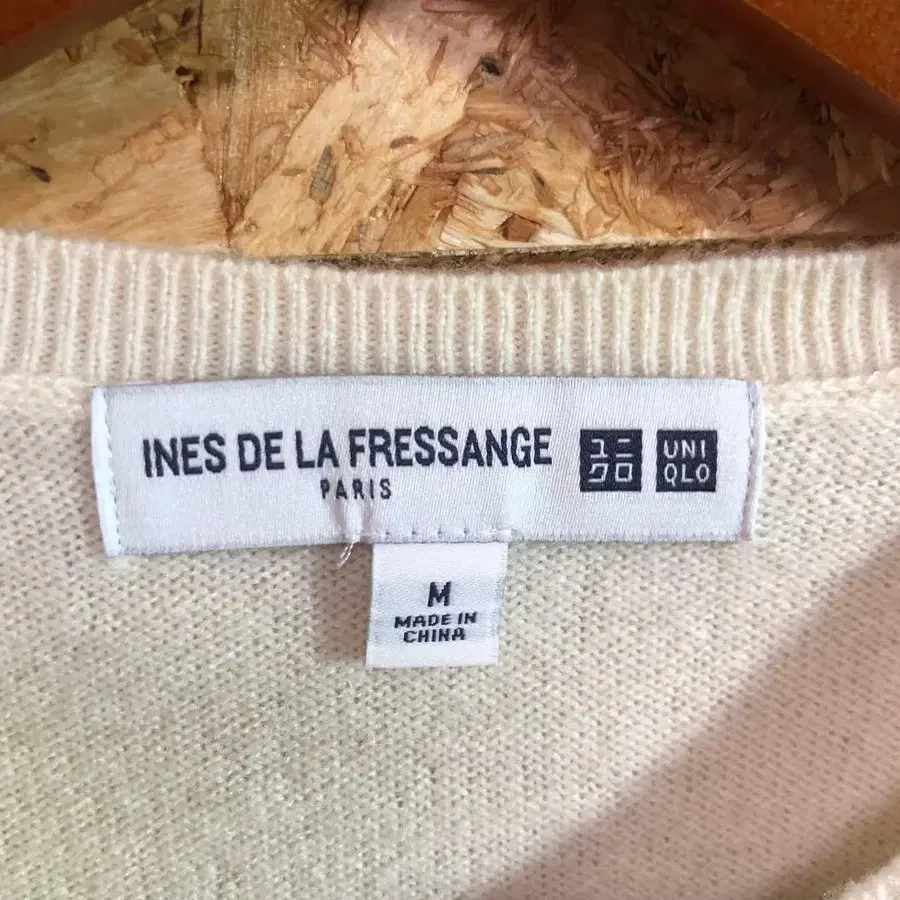 INES DE LA FRESSANGE
PARIS
ユニ
クロ
UNI
QLO
M
MADE IN
CHINA